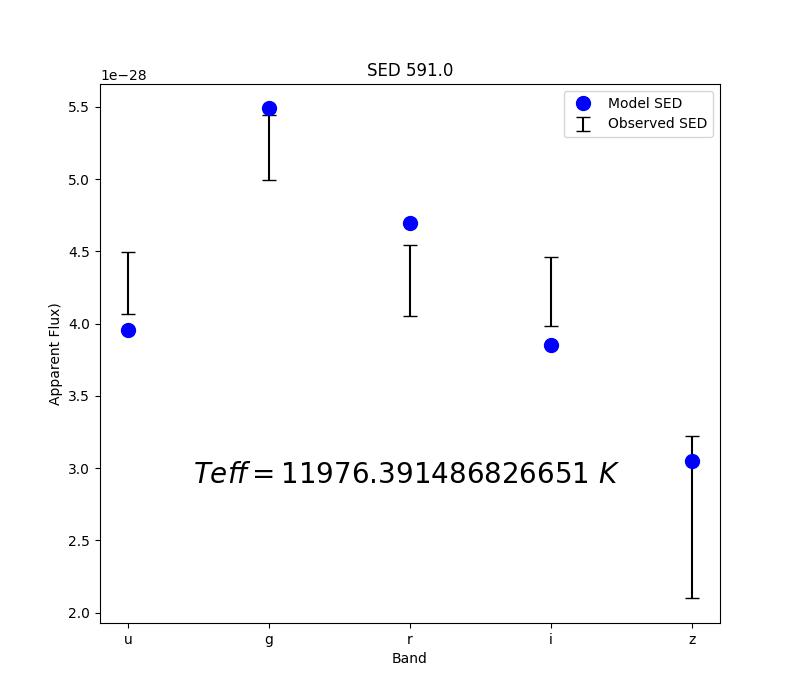 SED 591.0
1e−28
Model SED
Observed SED
5.5
5.0
4.5
4.0
3.5
3.0
2.5
2.0
Apparent Flux)
Teff = 11976.391486826651 K
u g r i z
Band